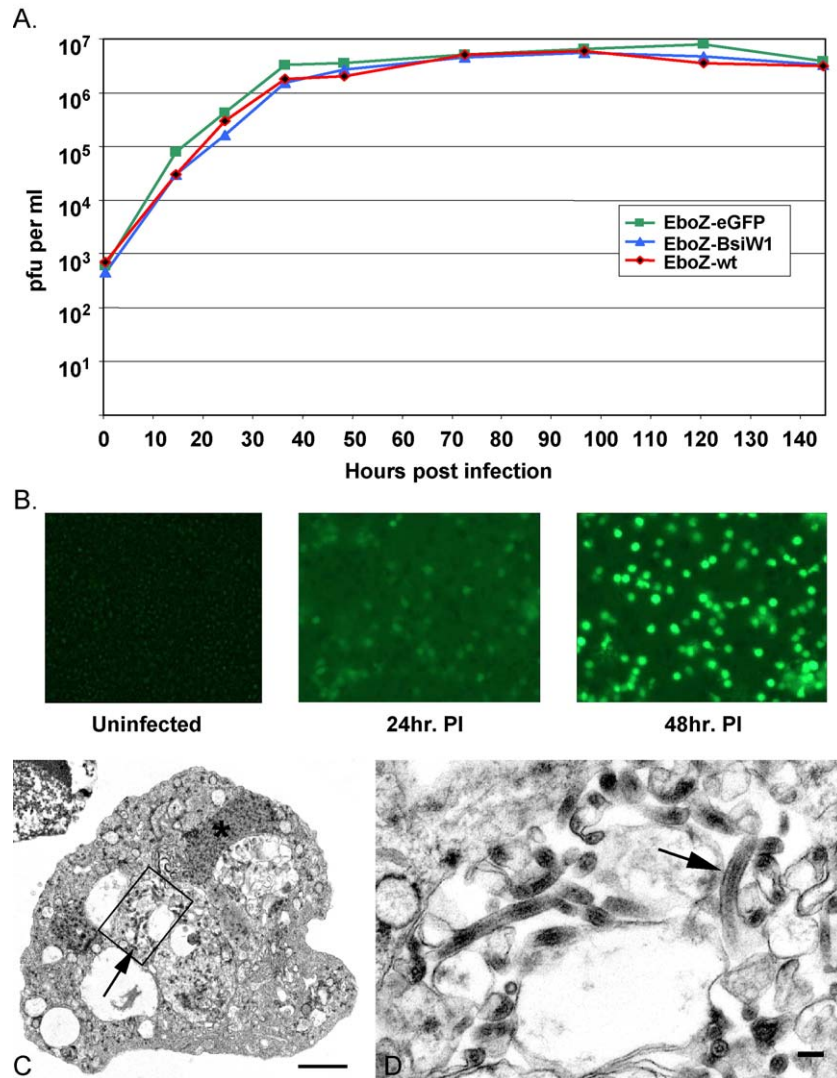 A.
10^7
10^6
10^5
10^4
10^3
10^2
10^1
pfu per ml
EboZ-eGFP
EboZ-BsiW1
EboZ-wt
0 10 20 30 40 50 60 70 80 90 100 110 120 130 140
Hours post infection
B.
Uninfected 24hr. PI 48hr. PI
*
C D